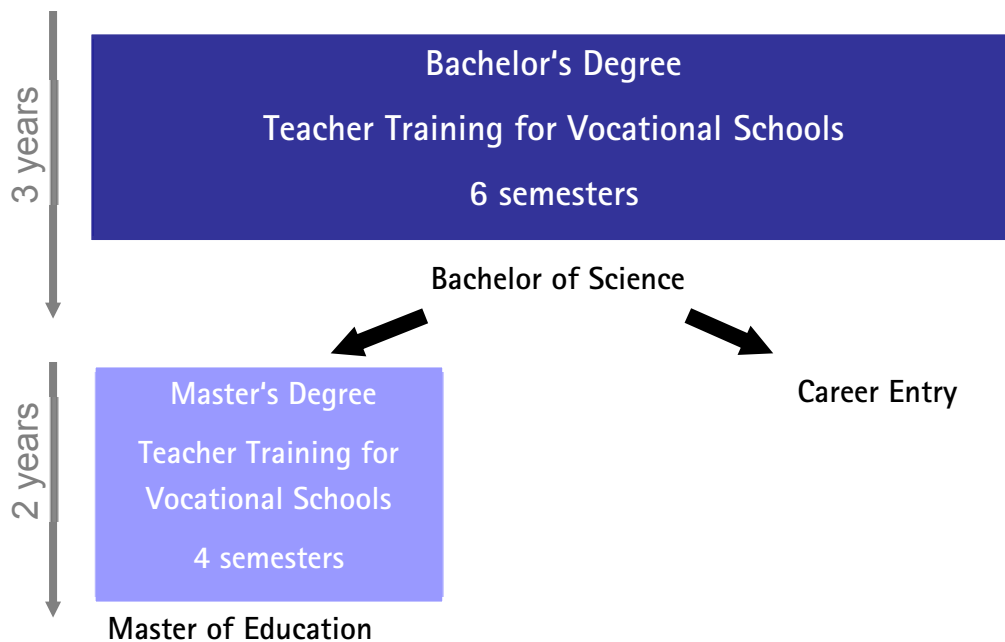 3 years
Bachelor‘s Degree
Teacher Training for Vocational Schools
6 semesters
Bachelor of Science
2 years
Master‘s Degree
Teacher Training for
Vocational Schools
4 semesters
Career Entry
Master of Education